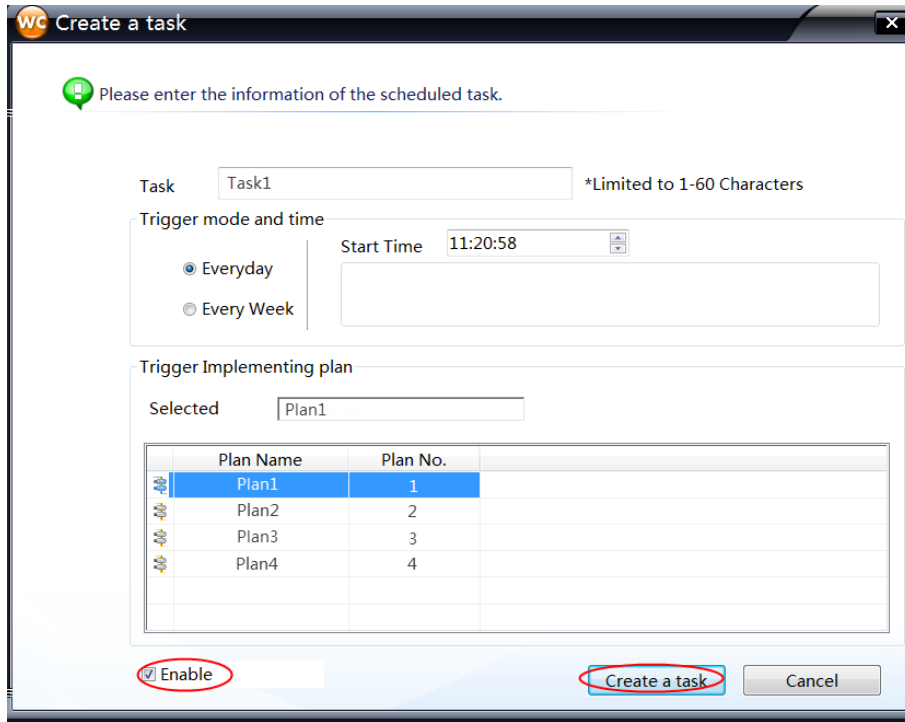 WC Create a task
Please enter the information of the scheduled task.
Task Task1 *Limited to 1-60 Characters
Trigger mode and time
Start Time 11:20:58
Everyday
Every Week
Trigger Implementing plan
Selected Plan1
Plan Name Plan No.
Plan1 1
Plan2 2
Plan3 3
Plan4 4
Enable Create a task Cancel